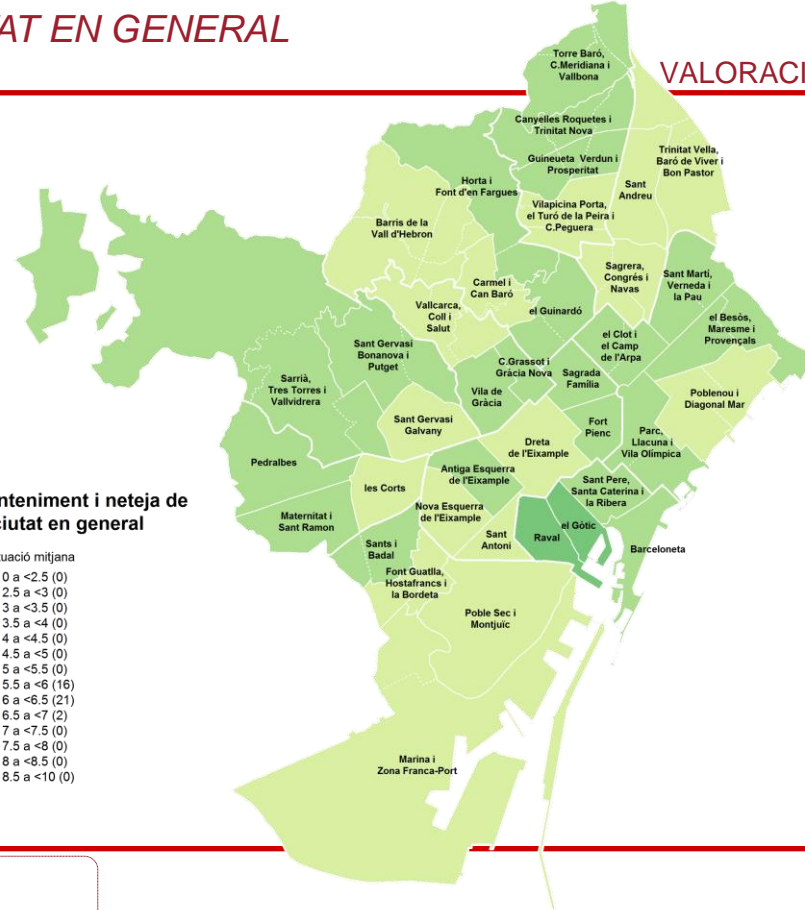 TAT EN GENERAL
VALORACI
Torre Baró,
C.Meridiana i
Vallbona
Canyelles Roquetes i
Trinitat Nova
Guineueta Verdun i
Prosperitat
Trinitat Vella,
Baró de Viver i
Bon Pastor
Sant
Andreu
Horta i
Font d'en Fargues
Vilapicina Porta,
el Turó de la Peira i
C.Peguera
Barris de la
Vall d'Hebron
Sagrera,
Congrés i
Navas
Sant Martí,
Verneda i
la Pau
Carmel i
Can Baró
Vallcarca,
Coll i
Salut
el Guinardó
el Besòs,
Maresme i
Provençals
el Clot i
el Camp
de l'Arpa
Sant Gervasi
Bonanova i
Putget
C.Grassot i
Gràcia Nova
Sagrada
Família
Sarrià,
Tres Torres i
Vallvidrera
Vila de
Gràcia
Poblenou i
Diagonal Mar
Sant Gervasi
Galvany
Fort
Pienc
Parc,
Llacuna i
Vila Olímpica
Dreta
de l'Eixample
Pedralbes
Antiga Esquerra
de l'Eixample
Sant Pere,
Santa Caterina i
la Ribera
les Corts
Nova Esquerra
de l'Eixample
Maternitat i
Sant Ramon
el Gòtic
Raval
Sant
Antoni
Sants i
Badal
Barceloneta
Font Guatlla,
Hostafrancs i
la Bordeta
Poble Sec i
Montjuïc
Marina i
Zona Franca-Port
nteniment i neteja de
ciutat en general
tuació mitjana
0 a <2.5 (0)
2.5 a <3 (0)
3 a <3.5 (0)
3.5 a <4 (0)
4 a <4.5 (0)
4.5 a <5 (0)
5 a <5.5 (0)
5.5 a <6 (16)
6 a <6.5 (21)
6.5 a <7 (2)
7 a <7.5 (0)
7.5 a <8 (0)
8 a <8.5 (0)
8.5 a <10 (0)